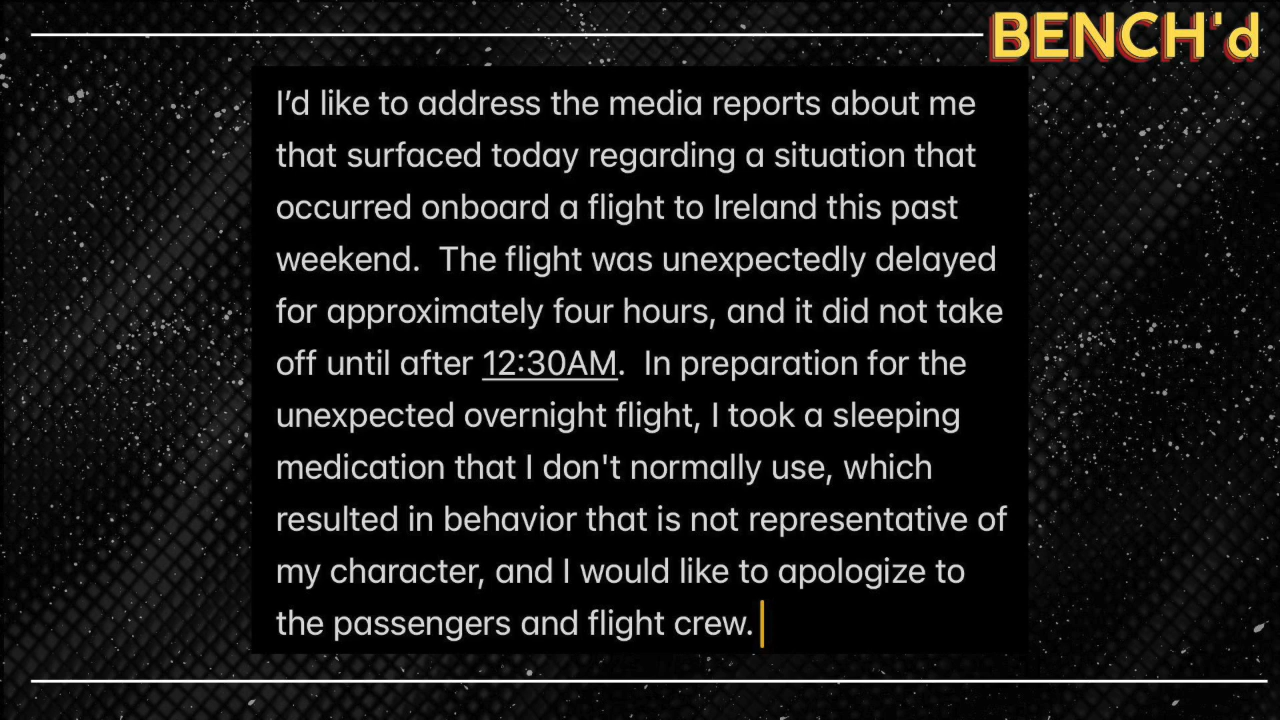 BENCH'd
I’d like to address the media reports about me
that surfaced today regarding a situation that
occurred onboard a flight to Ireland this past
weekend.  The flight was unexpectedly delayed
for approximately four hours, and it did not take
off until after 12:30AM.  In preparation for the
unexpected overnight flight, I took a sleeping
medication that I don't normally use, which
resulted in behavior that is not representative of
my character, and I would like to apologize to
the passengers and flight crew.